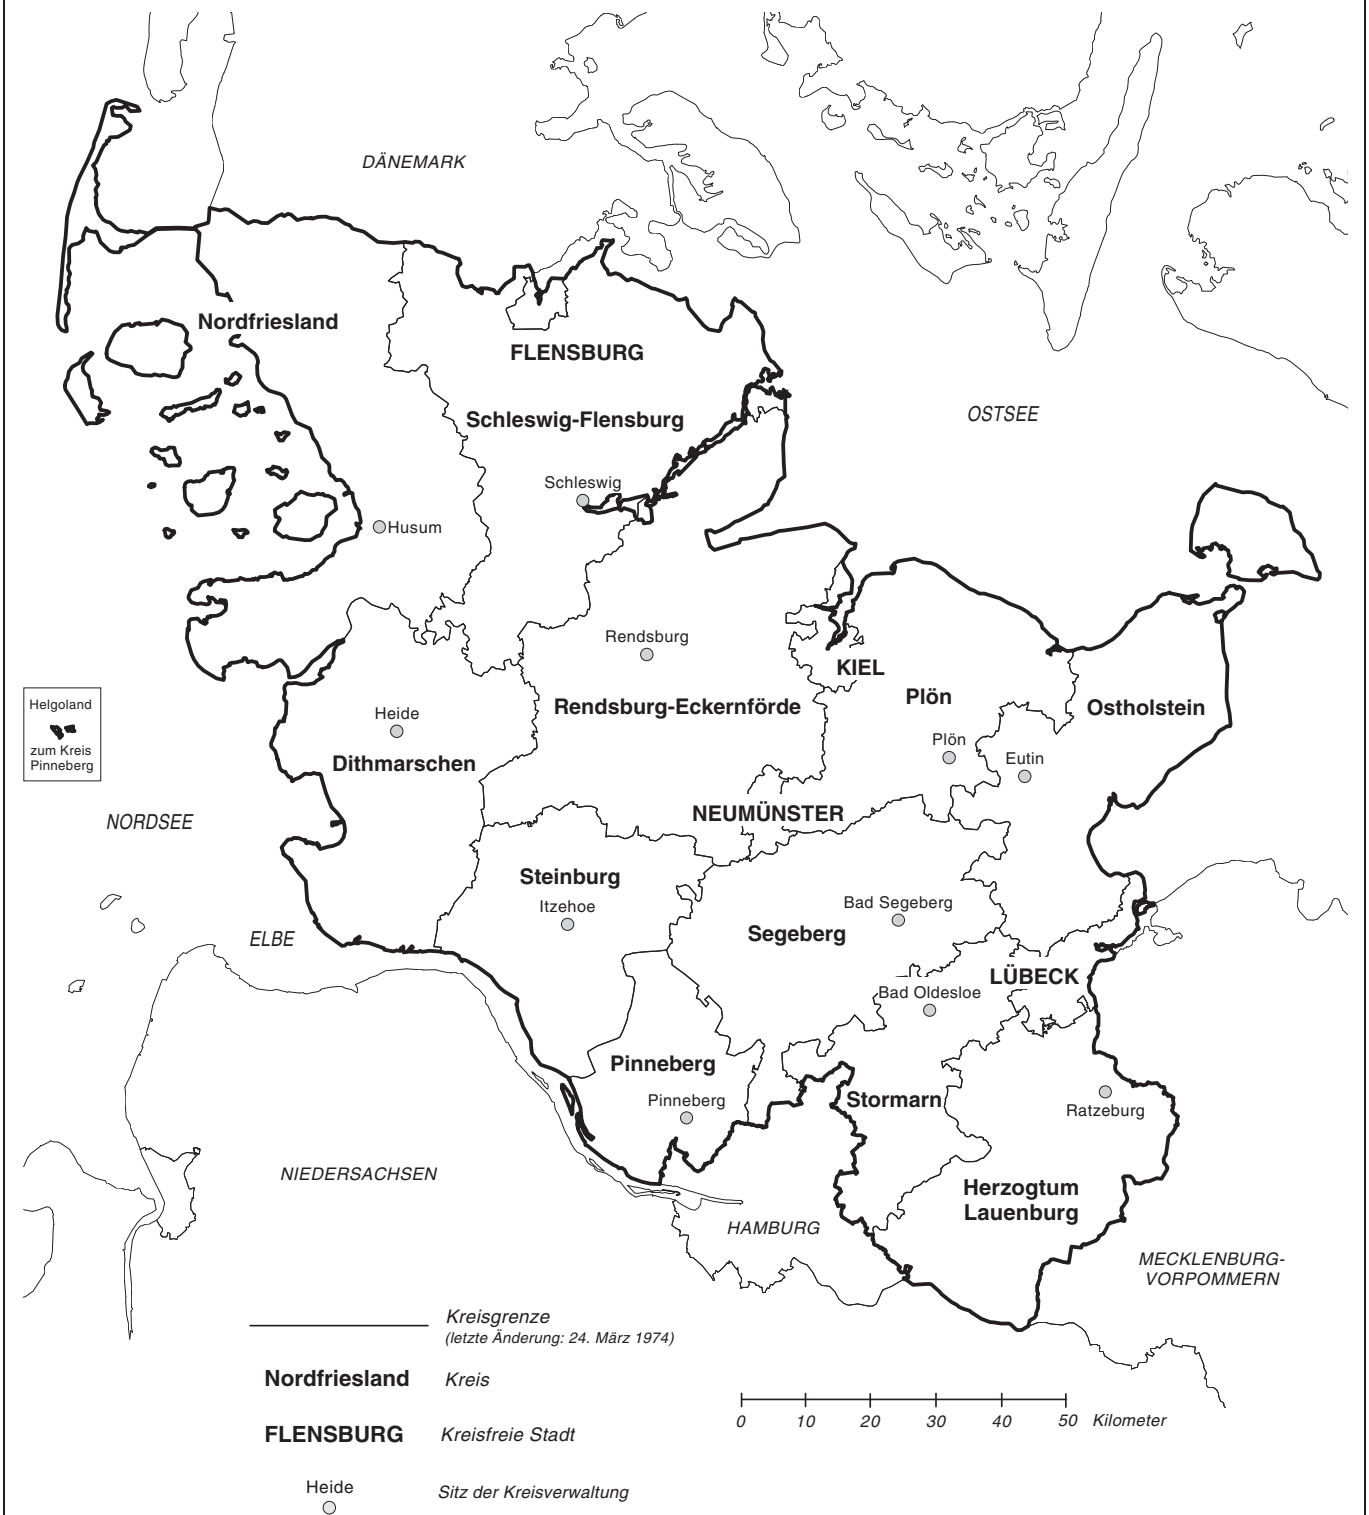 DÄNEMARK
Nordfriesland
FLENSBURG
OSTSEE
Schleswig-Flensburg
Schleswig
Husum
Rendsburg
KIEL
Helgoland
zum Kreis
Pinneberg
Heide
Rendsburg-Eckernförde
Plön
Ostholstein
Plön
Eutin
Dithmarschen
NORDSEE
NEUMÜNSTER
Steinburg
Itzehoe
Bad Segeberg
Segeberg
ELBE
LÜBECK
Bad Oldesloe
Pinneberg
Pinneberg
Stormarn
Ratzeburg
NIEDERSACHSEN
Herzogtum
Lauenburg
HAMBURG
MECKLENBURG-
VORPOMMERN
Kreisgrenze
(letzte Änderung: 24. März 1974)
Nordfriesland Kreis
0 10 20 30 40 50 Kilometer
FLENSBURG Kreisfreie Stadt
Heide
Sitz der Kreisverwaltung